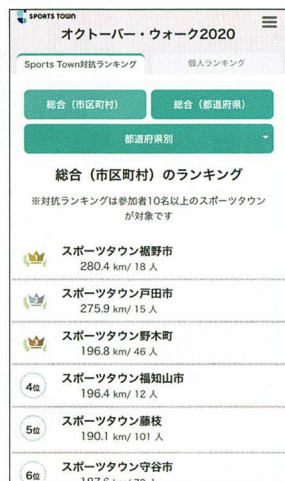 SPORTS TOWN
オクトーバー・ウォーク2020
Sports Town対抗ランキング
個人ランキング
総合（市区町村）
総合（都道府県）
都道府県別
総合（市区町村）のランキング
※対抗ランキングは参加者10名以上のスポーツタウン
が対象です
1
スポーツタウン裾野市
280.4 km/ 18 人
2
スポーツタウン戸田市
275.9 km/ 15 人
3
スポーツタウン野木町
196.8 km/ 46 人
4位
スポーツタウン福知山市
196.4 km/ 12 人
5位
スポーツタウン藤枝
190.1 km/ 101 人
6位
スポーツタウン守谷市